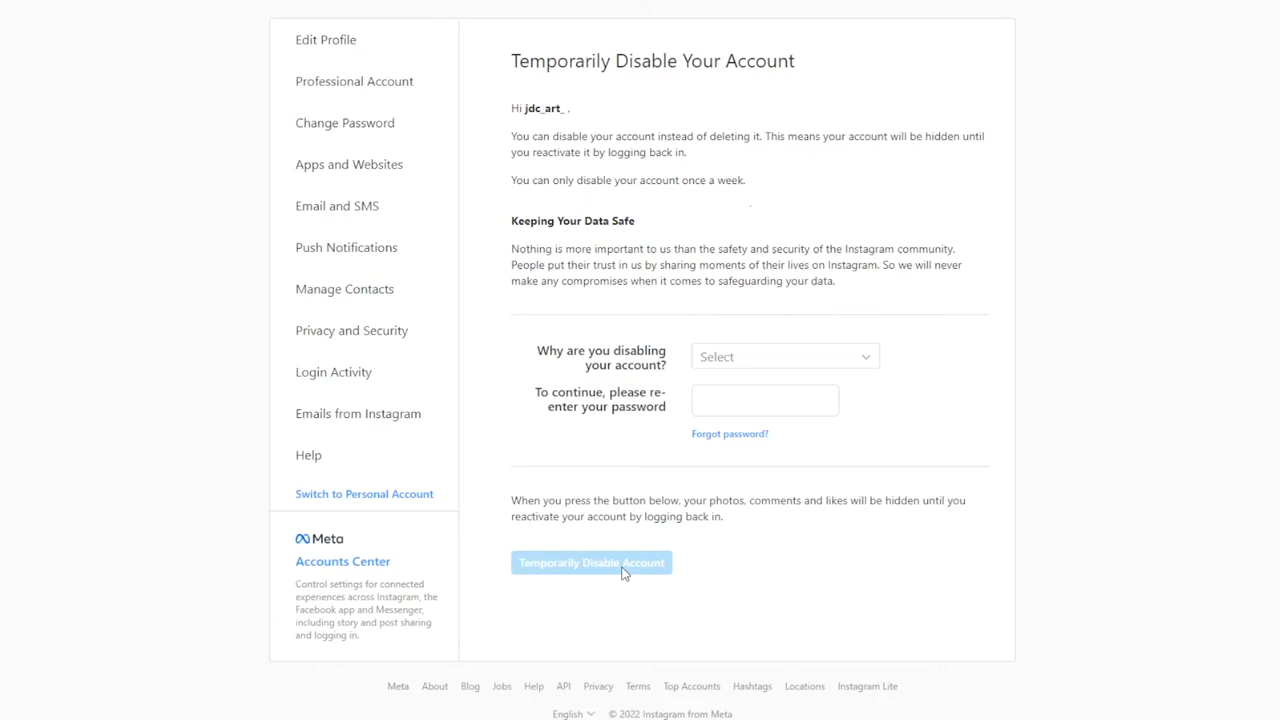 Edit Profile
Professional Account
Change Password
Apps and Websites
Email and SMS
Push Notifications
Manage Contacts
Privacy and Security
Login Activity
Emails from Instagram
Help
Switch to Personal Account
Meta
Accounts Center
Control settings for connected
experiences across Instagram, the
Facebook app and Messenger,
including story and post sharing
and logging in.
Temporarily Disable Your Account
Hi jdc_art_ ,
You can disable your account instead of deleting it. This means your account will be hidden until
you reactivate it by logging back in.
You can only disable your account once a week.
Keeping Your Data Safe
Nothing is more important to us than the safety and security of the Instagram community.
People put their trust in us by sharing moments of their lives on Instagram. So we will never
make any compromises when it comes to safeguarding your data.
Why are you disabling
your account?
Select
To continue, please re-
enter your password
Forgot password?
When you press the button below, your photos, comments and likes will be hidden until you
reactivate your account by logging back in.
Temporarily Disable Account
Meta About Blog Jobs Help API Privacy Terms Top Accounts Hashtags Locations Instagram Lite
English © 2022 Instagram from Meta